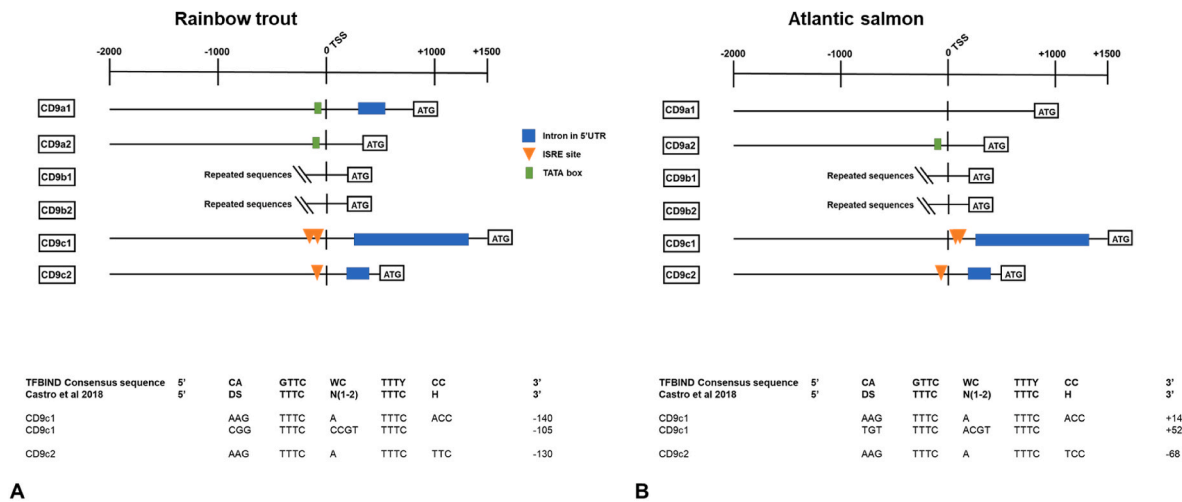 Rainbow trout
-2000 -1000 0 TSS +1000 +1500
CD9a1 ATG
CD9a2 ATG
CD9b1 Repeated sequences ATG
CD9b2 Repeated sequences ATG
CD9c1 ATG
CD9c2 ATG
Intron in 5'UTR
ISRE site
TATA box
TFBIND Consensus sequence 5' CA GTTC WC TTTY CC 3'
Castro et al 2018 5' DS TTTC N(1-2) TTTC H 3'
CD9c1 AAG TTTC A TTTC ACC -140
CD9c1 CGG TTTC CCGT TTTC -105
CD9c2 AAG TTTC A TTTC TTC -130
A
Atlantic salmon
-2000 -1000 0 TSS +1000 +1500
CD9a1 ATG
CD9a2 ATG
CD9b1 Repeated sequences ATG
CD9b2 Repeated sequences ATG
CD9c1 ATG
CD9c2 ATG
TFBIND Consensus sequence 5' CA GTTC WC TTTY CC 3'
Castro et al 2018 5' DS TTTC N(1-2) TTTC H 3'
CD9c1 AAG TTTC A TTTC ACC +14
CD9c1 TGT TTTC ACGT TTTC +52
CD9c2 AAG TTTC A TTTC TCC -68
B